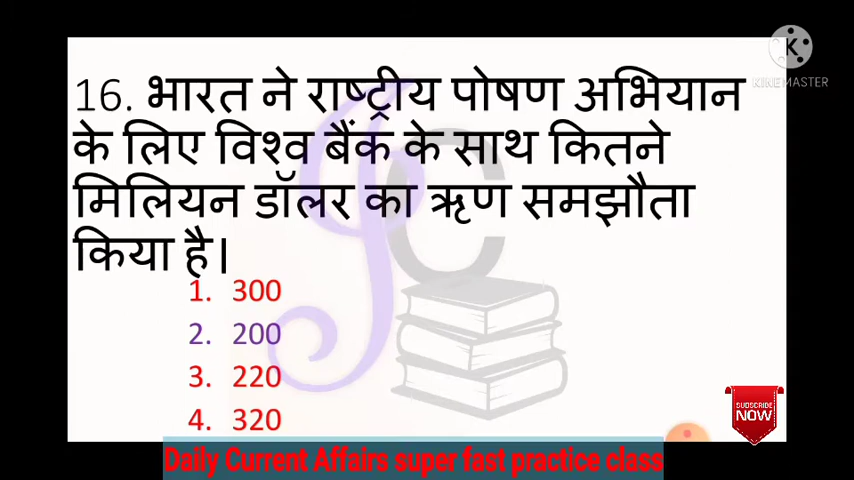 16. भारत ने राष्ट्रीय पोषण अभियान
के लिए विश्व बैंक के साथ कितने
मिलियन डॉलर का ऋण समझौता
किया है।
1. 300
2. 200
3. 220
4. 320
K
KINEMASTER
SUBSCRIBE
NOW
Daily Current Affairs super fast practice class